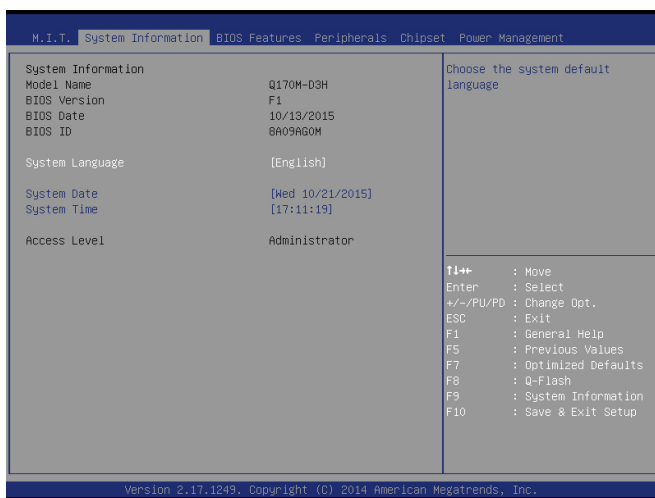 M.I.T. System Information BIOS Features Peripherals Chipset Power Management
System Information
Model Name Q170M-D3H
BIOS Version F1
BIOS Date 10/13/2015
BIOS ID 8A09AG0M
System Language [English]
System Date [Wed 10/21/2015]
System Time [17:11:19]
Access Level Administrator
Choose the system default
language
↑↓→← : Move
Enter : Select
+/-/PU/PD : Change Opt.
ESC : Exit
F1 : General Help
F5 : Previous Values
F7 : Optimized Defaults
F8 : Q-Flash
F9 : System Information
F10 : Save & Exit Setup
Version 2.17.1249. Copyright (C) 2014 American Megatrends, Inc.